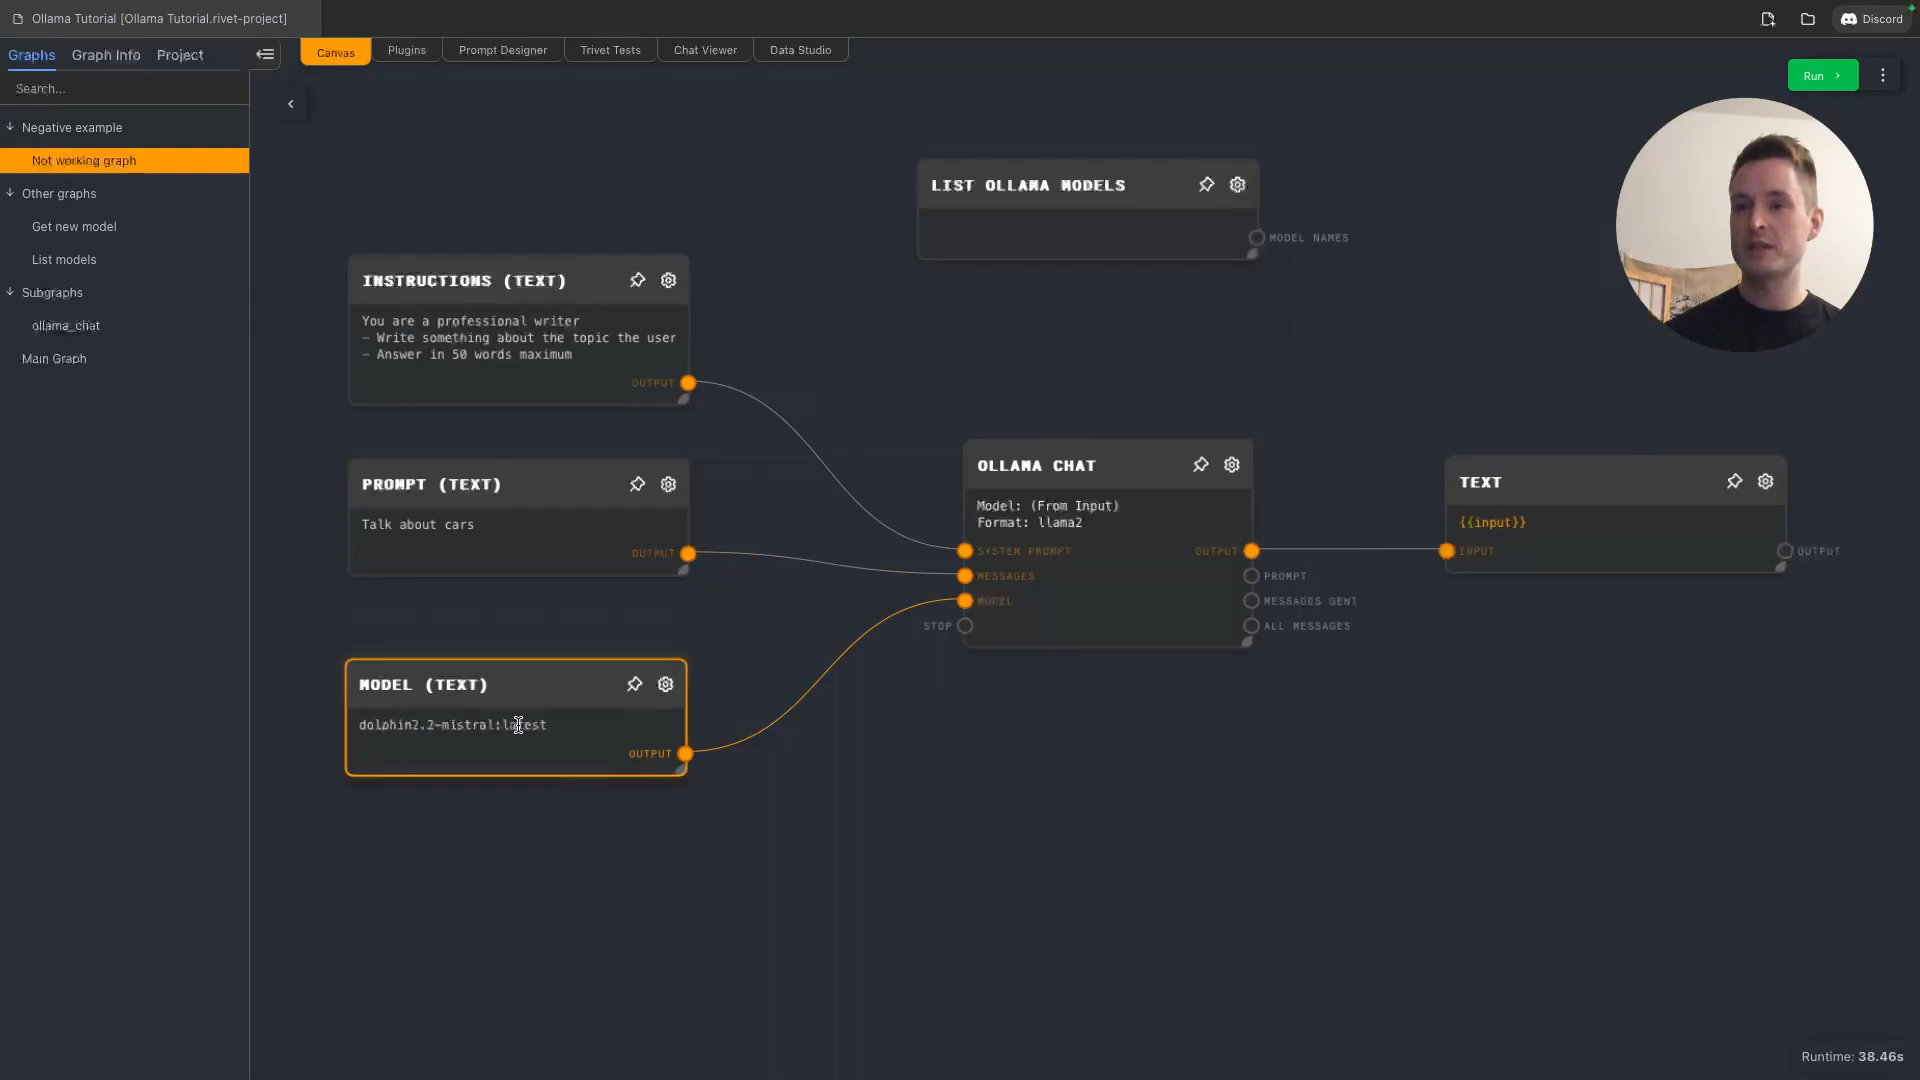 Ollama Tutorial [Ollama Tutorial.rivet-project]
Discord
Graphs
Graph Info
Project
Canvas
Plugins
Prompt Designer
Trivet Tests
Chat Viewer
Data Studio
Search...
Run
Negative example
Not working graph
Other graphs
Get new model
List models
Subgraphs
ollama_chat
Main Graph
LIST OLLAMA MODELS
MODEL NAMES
INSTRUCTIONS (TEXT)
You are a professional writer
- Write something about the topic the user
- Answer in 50 words maximum
OUTPUT
PROMPT (TEXT)
Talk about cars
OUTPUT
MODEL (TEXT)
dolphin2.2-mistral:latest
OUTPUT
OLLAMA CHAT
Model: (From Input)
Format: llama2
SYSTEM PROMPT
MESSAGES
MODEL
STOP
OUTPUT
PROMPT
MESSAGES SENT
ALL MESSAGES
TEXT
{{input}}
INPUT
OUTPUT
Runtime: 38.46s